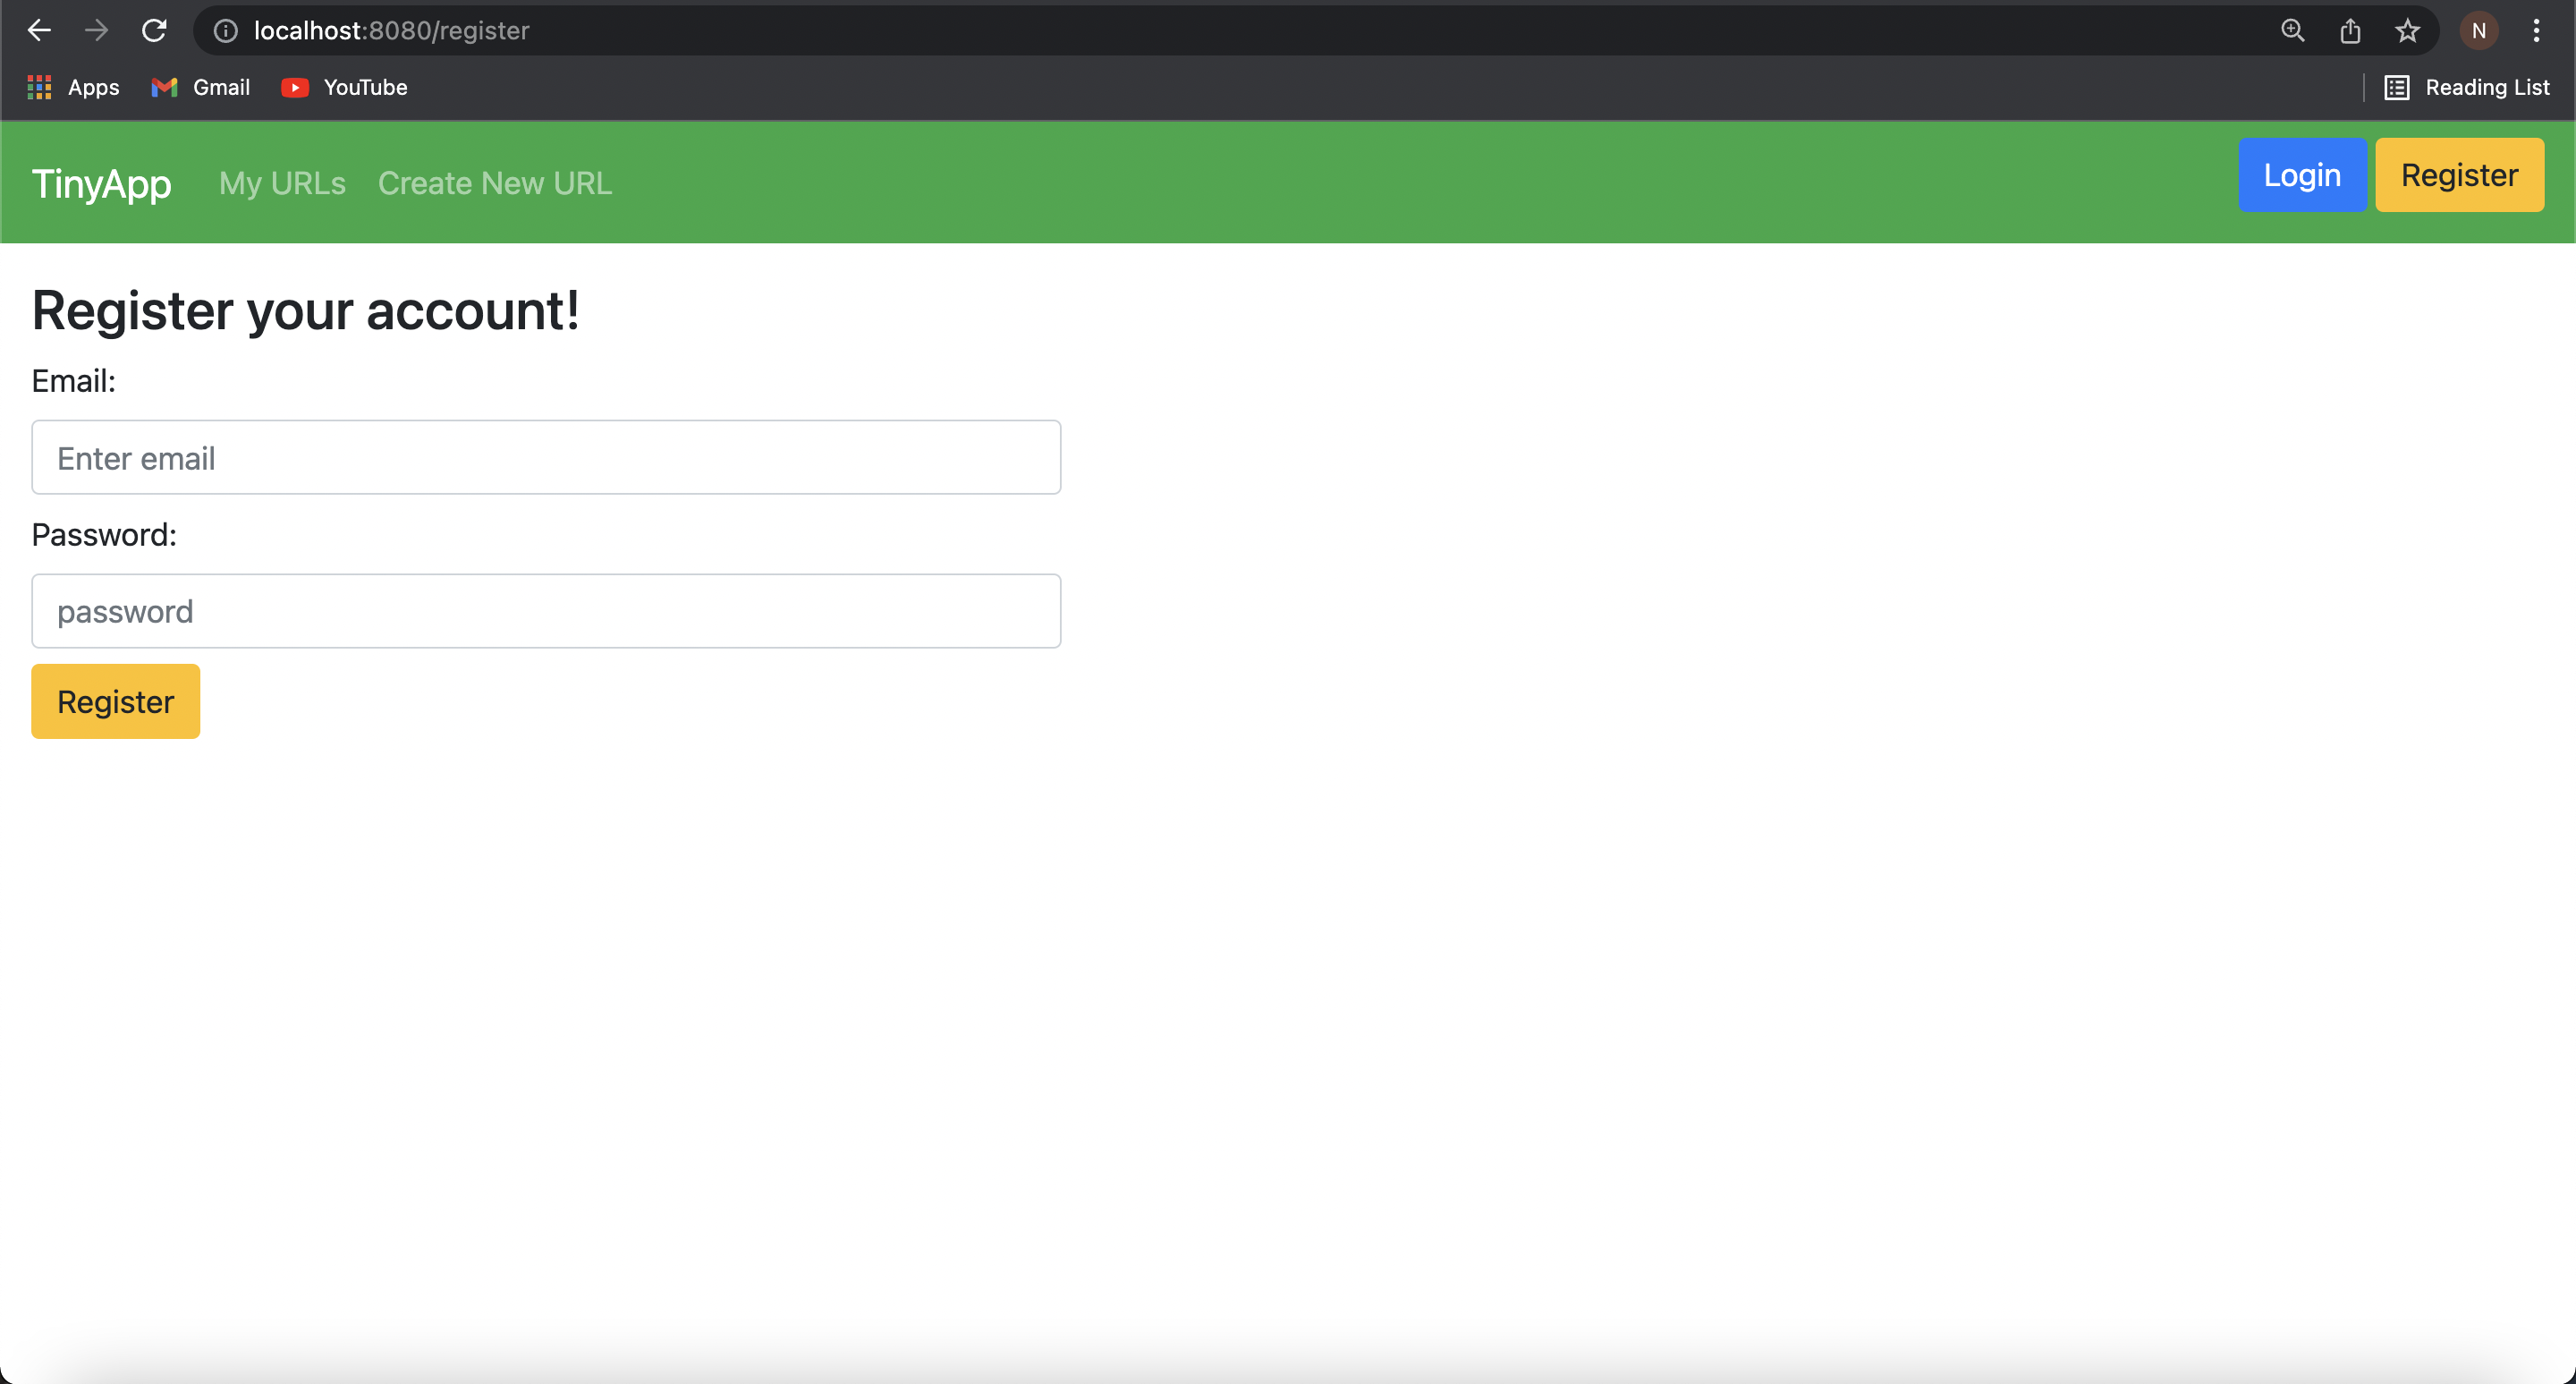 localhost:8080/register
N
Apps Gmail YouTube Reading List
TinyApp My URLs Create New URL Login Register
Register your account!
Email:
Enter email
Password:
password
Register